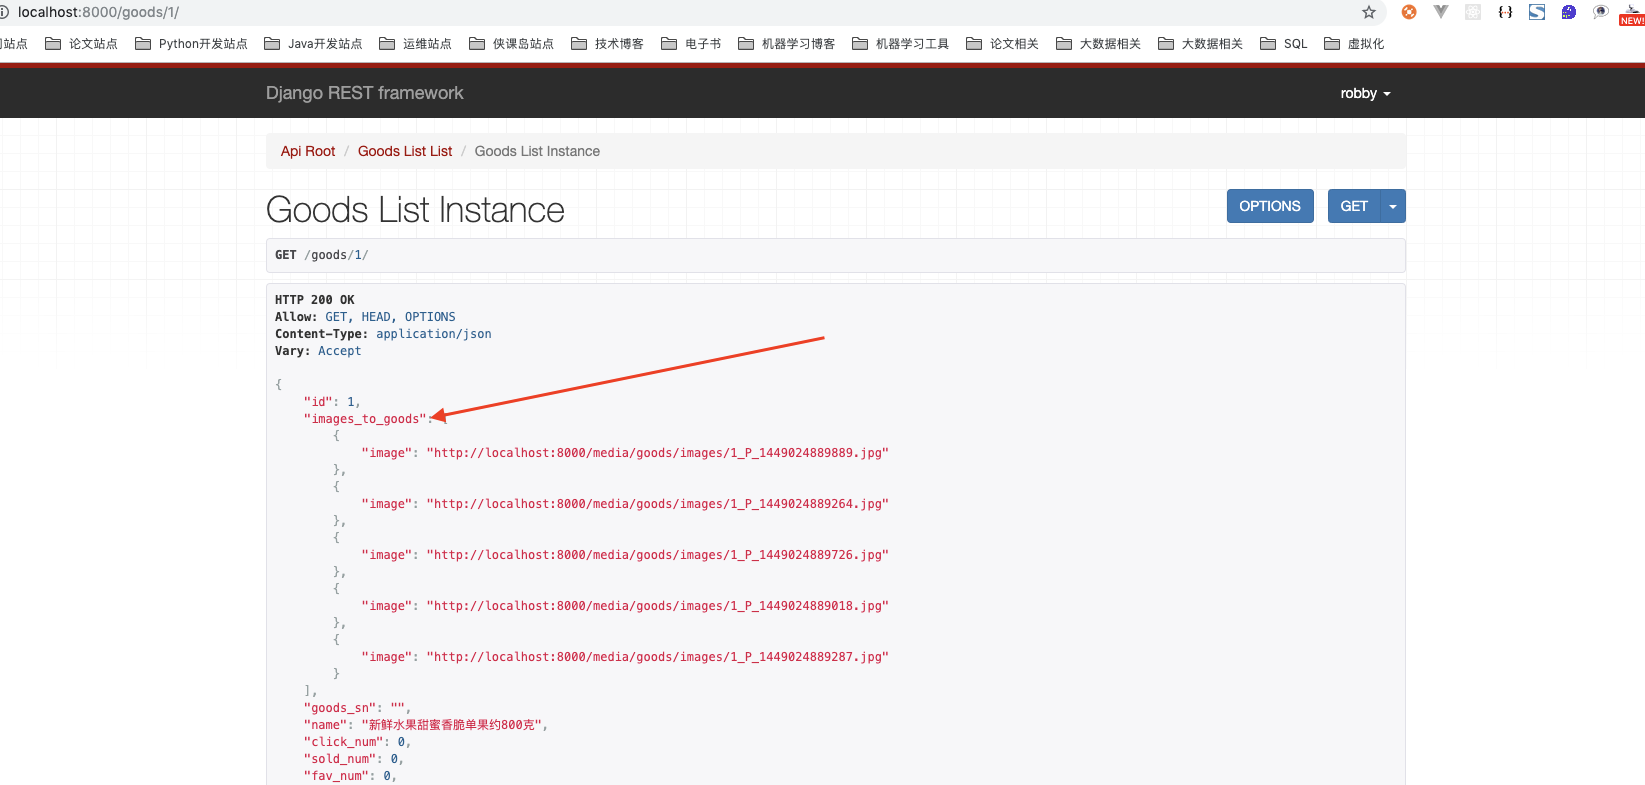 localhost:8000/goods/1/
NEW!
站点 论文站点 Python开发站点 Java开发站点 运维站点 侠课岛站点 技术博客 电子书 机器学习博客 机器学习工具 论文相关 大数据相关 大数据相关 SQL 虚拟化
Django REST framework robby
Api Root / Goods List List / Goods List Instance
Goods List Instance OPTIONS GET
GET /goods/1/
HTTP 200 OK
Allow: GET, HEAD, OPTIONS
Content-Type: application/json
Vary: Accept
{
"id": 1,
"images_to_goods": [
{
"image": "http://localhost:8000/media/goods/images/1_P_1449024889889.jpg"
},
{
"image": "http://localhost:8000/media/goods/images/1_P_1449024889264.jpg"
},
{
"image": "http://localhost:8000/media/goods/images/1_P_1449024889726.jpg"
},
{
"image": "http://localhost:8000/media/goods/images/1_P_1449024889018.jpg"
},
{
"image": "http://localhost:8000/media/goods/images/1_P_1449024889287.jpg"
}
],
"goods_sn": "",
"name": "新鲜水果甜蜜香脆单果约800克",
"click_num": 0,
"sold_num": 0,
"fav_num": 0,